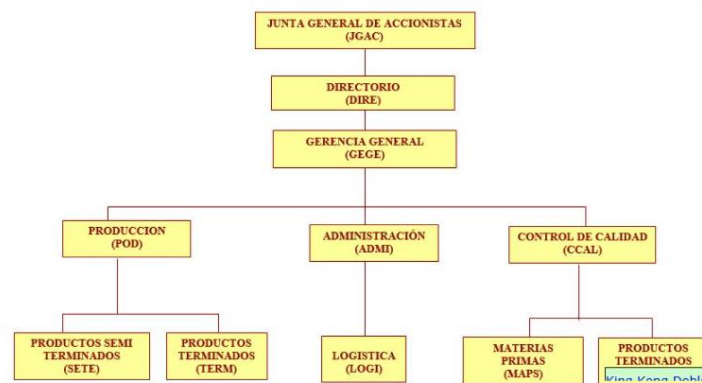 JUNTA GENERAL DE ACCIONISTAS
(JGAC)
DIRECTORIO
(DIRE)
GERENCIA GENERAL
(GEGE)
PRODUCCION
(POD)
ADMINISTRACIÓN
(ADMI)
CONTROL DE CALIDAD
(CCAL)
PRODUCTOS SEMI
TERMINADOS
(SETE)
PRODUCTOS
TERMINADOS
(TERM)
LOGISTICA
(LOGI)
MATERIAS
PRIMAS
(MAPS)
PRODUCTOS
TERMINADOS
King Kong